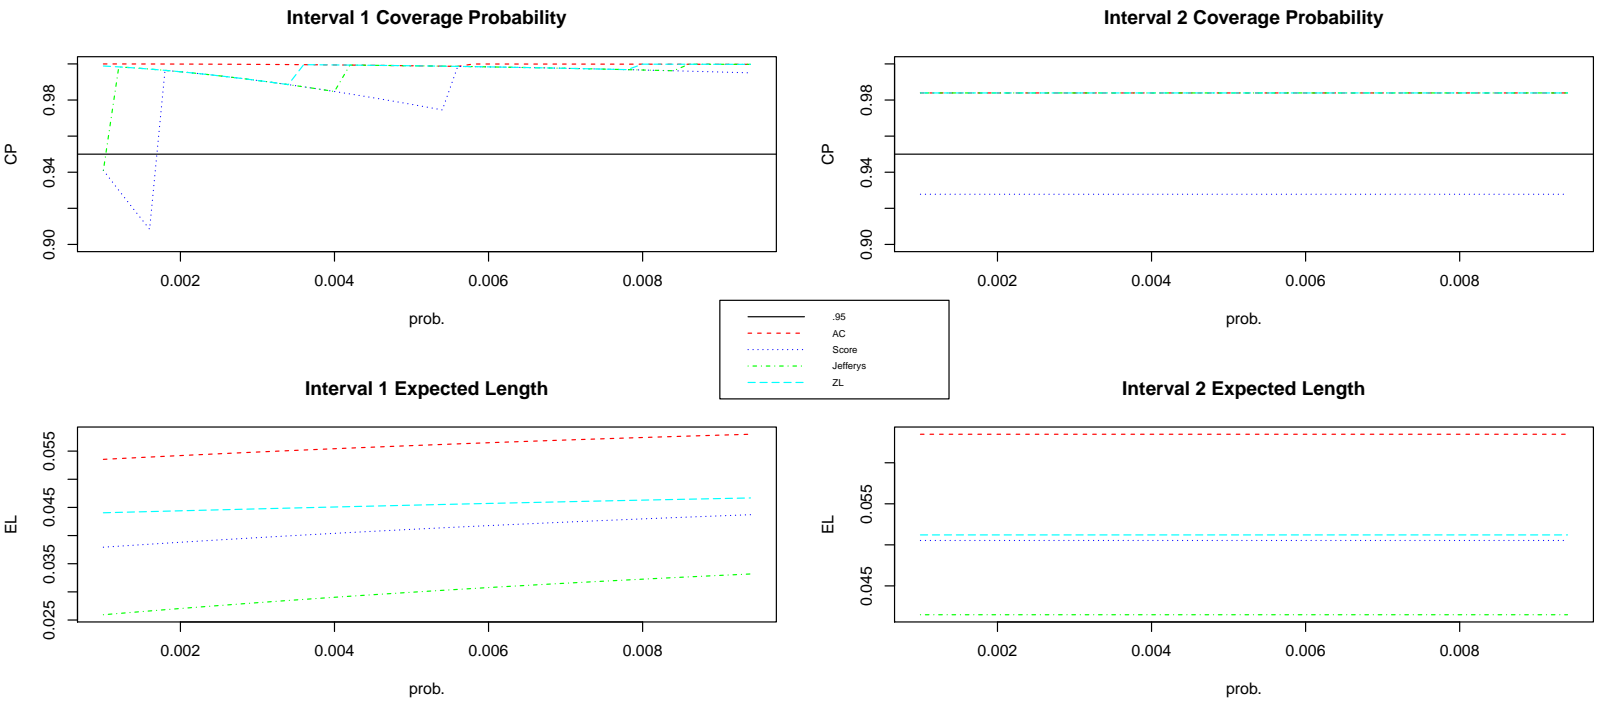 Interval 1 Coverage Probability
CP
0.90
0.94
0.98
0.002
0.004
0.006
0.008
prob.
Interval 2 Coverage Probability
CP
0.90
0.94
0.98
0.002
0.004
0.006
0.008
prob.
.95
AC
Score
Jefferys
ZL
Interval 1 Expected Length
EL
0.025
0.035
0.045
0.055
0.002
0.004
0.006
0.008
prob.
Interval 2 Expected Length
EL
0.045
0.055
0.002
0.004
0.006
0.008
prob.